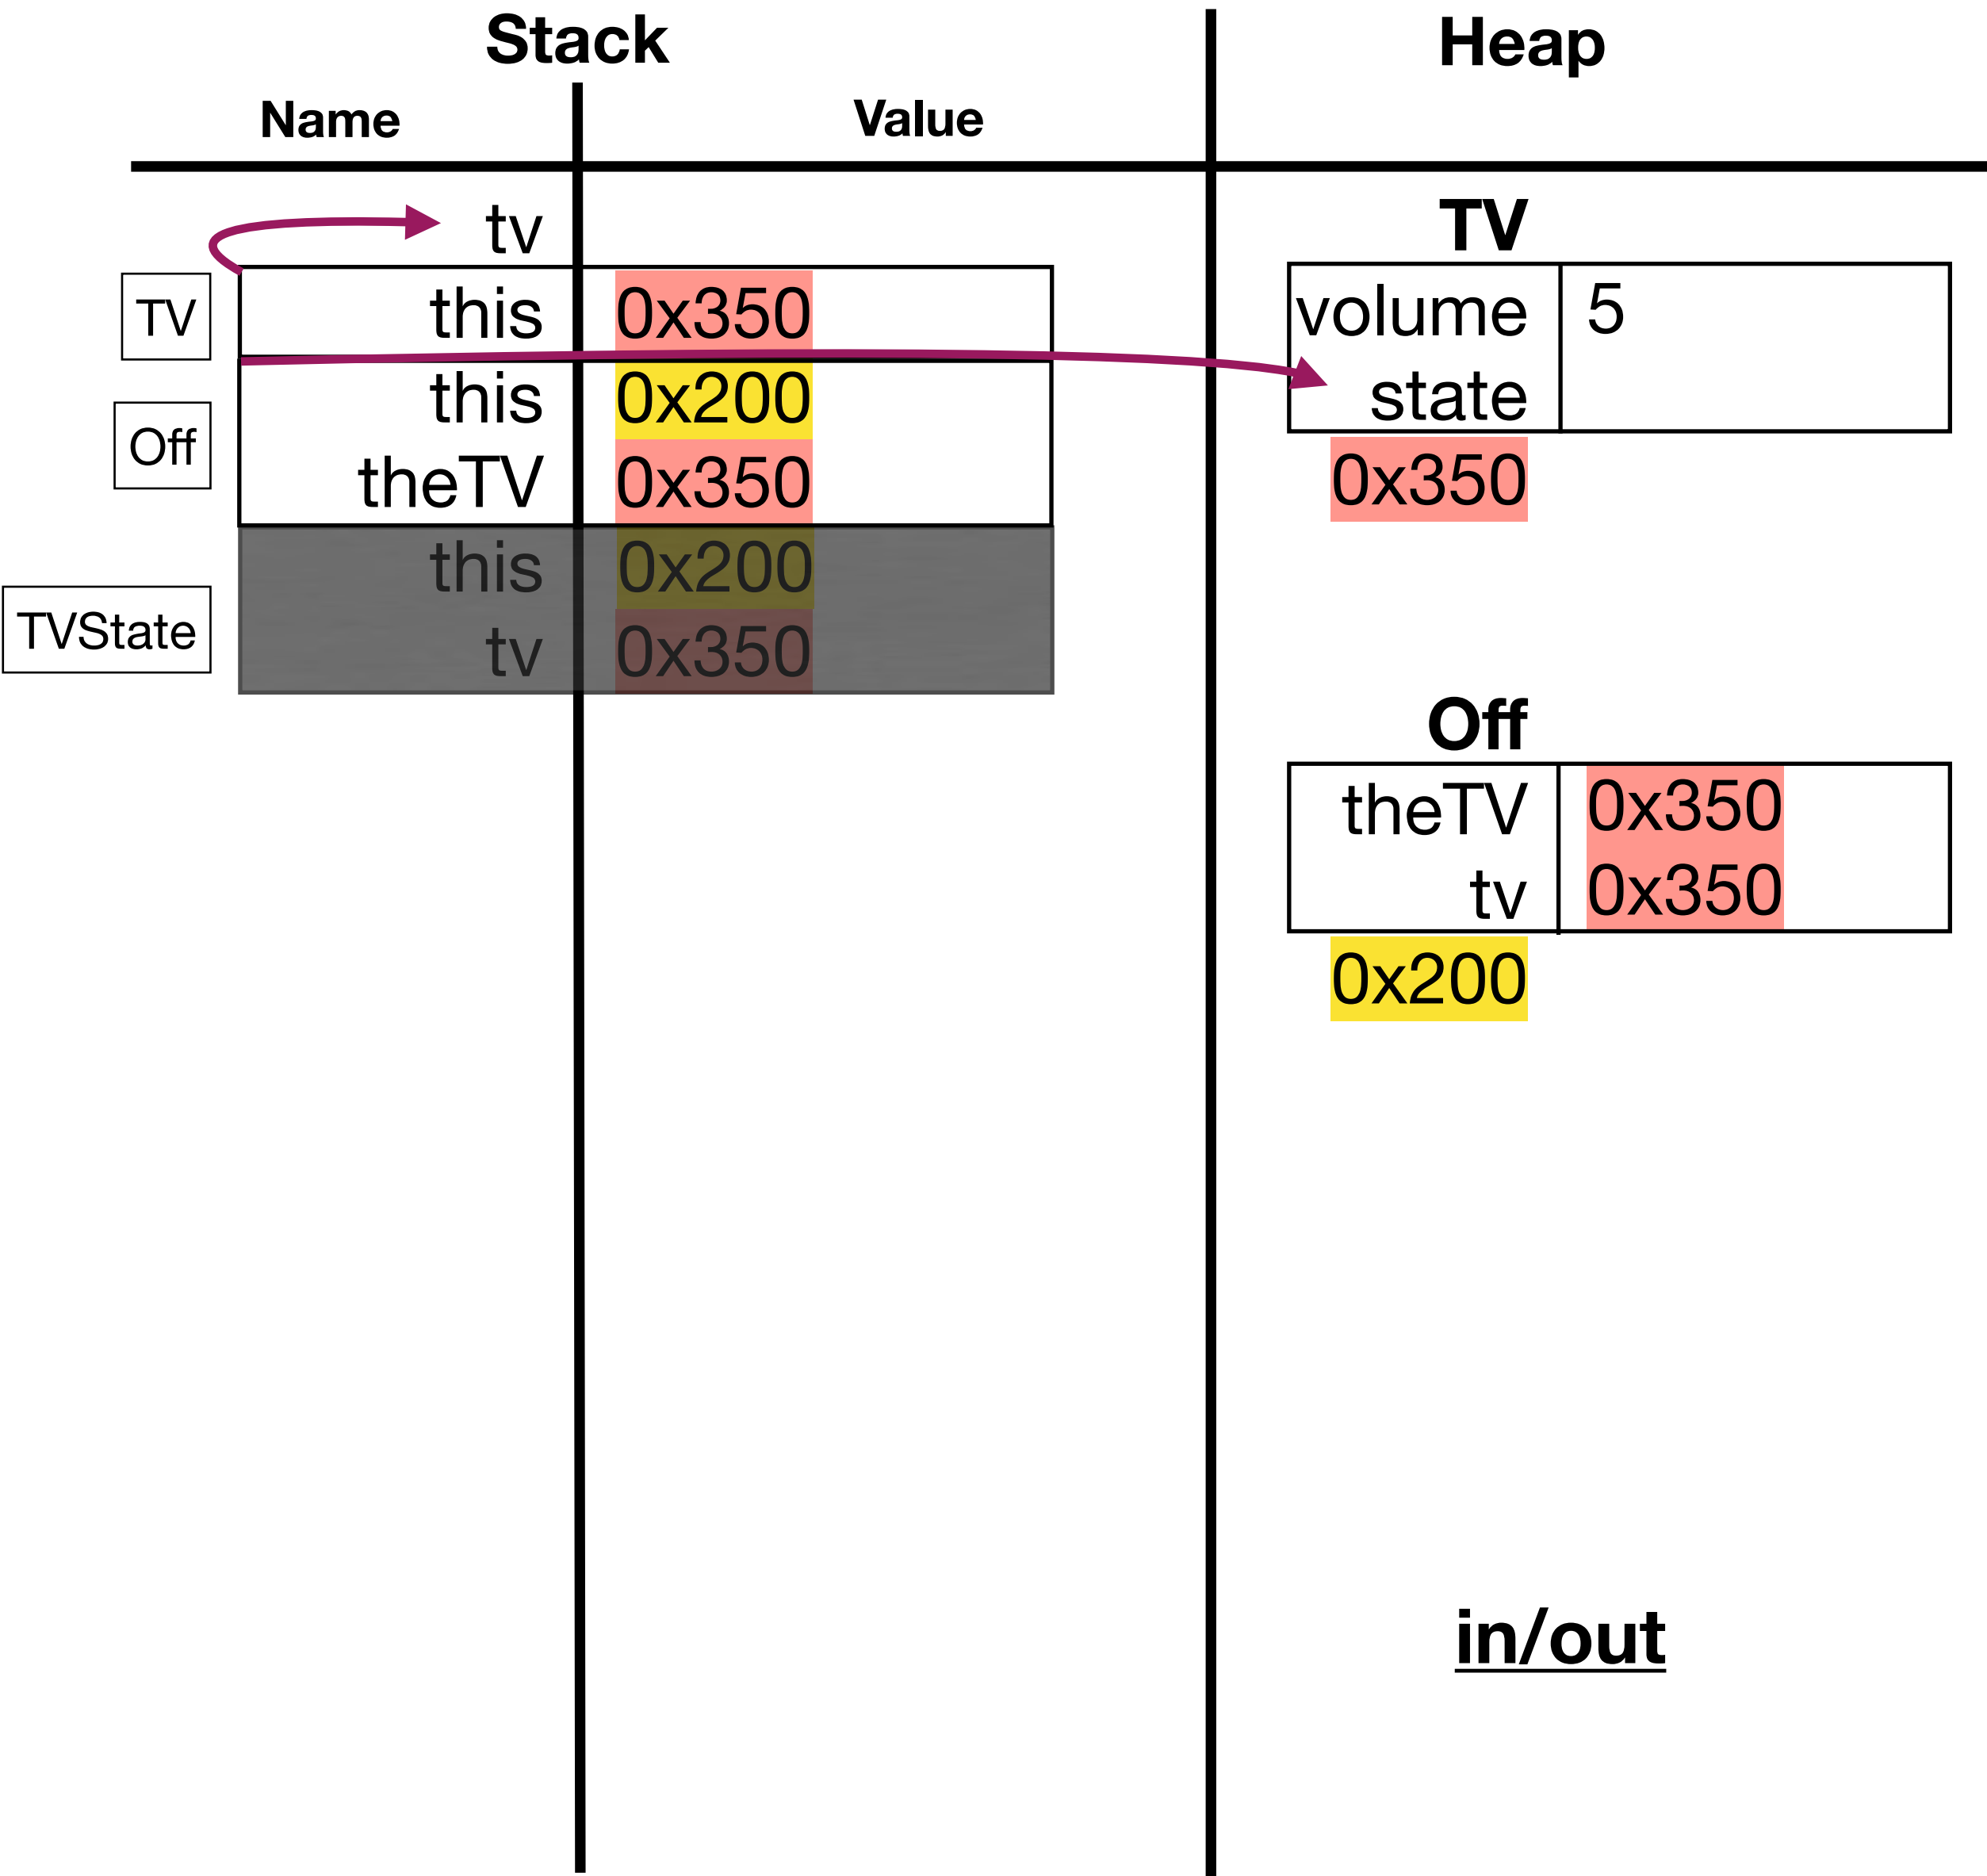 Stack
Heap
Name
Value
tv
TV
TV
this
0x350
volume
5
this
0x200
state
Off
theTV
0x350
0x350
this
0x200
TVState
tv
0x350
Off
theTV
0x350
tv
0x350
0x200
in/out